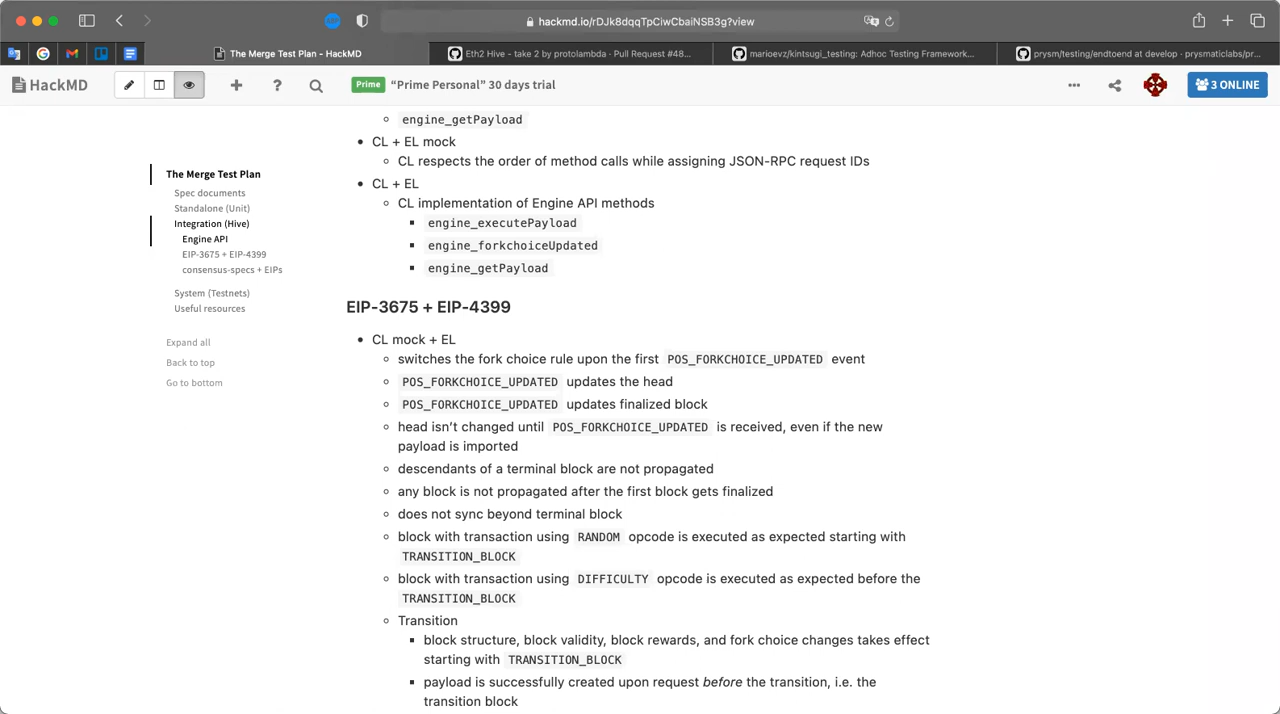 hackmd.io/rDJk8dqqTpCiwCbaiNSB3g?view
The Merge Test Plan - HackMD
Eth2 Hive - take 2 by protolambda · Pull Request #48...
marioevz/kintsugi_testing: Adhoc Testing Framework...
prysm/testing/endtoend at develop · prysmaticlabs/pr...
HackMD
Prime
“Prime Personal” 30 days trial
3 ONLINE
The Merge Test Plan
Spec documents
Standalone (Unit)
Integration (Hive)
Engine API
EIP-3675 + EIP-4399
consensus-specs + EIPs
System (Testnets)
Useful resources
Expand all
Back to top
Go to bottom
engine_getPayload
CL + EL mock
CL respects the order of method calls while assigning JSON-RPC request IDs
CL + EL
CL implementation of Engine API methods
engine_executePayload
engine_forkchoiceUpdated
engine_getPayload
EIP-3675 + EIP-4399
CL mock + EL
switches the fork choice rule upon the first POS_FORKCHOICE_UPDATED event
POS_FORKCHOICE_UPDATED updates the head
POS_FORKCHOICE_UPDATED updates finalized block
head isn’t changed until POS_FORKCHOICE_UPDATED is received, even if the new
payload is imported
descendants of a terminal block are not propagated
any block is not propagated after the first block gets finalized
does not sync beyond terminal block
block with transaction using RANDOM opcode is executed as expected starting with
TRANSITION_BLOCK
block with transaction using DIFFICULTY opcode is executed as expected before the
TRANSITION_BLOCK
Transition
block structure, block validity, block rewards, and fork choice changes takes effect
starting with TRANSITION_BLOCK
payload is successfully created upon request before the transition, i.e. the
transition block